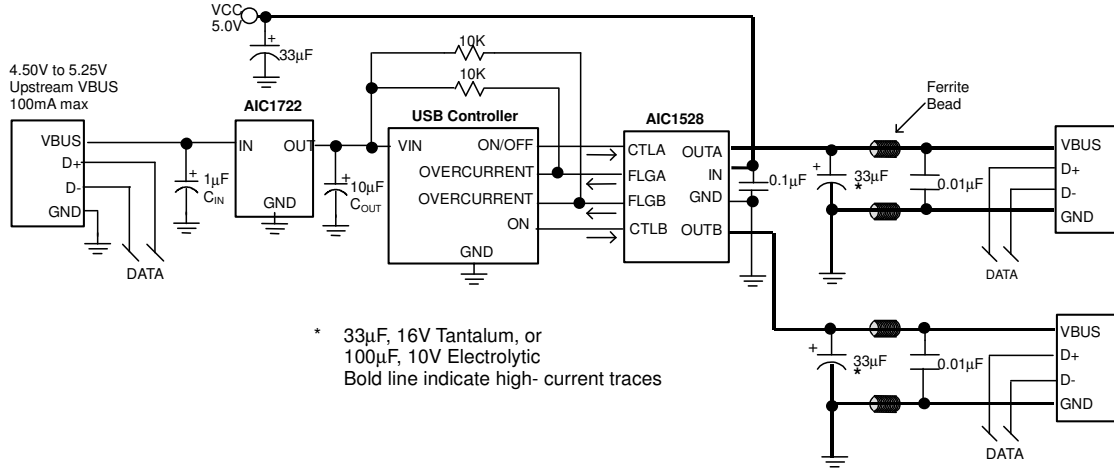 VCC
5.0V
+
33µF
10K
10K
4.50V to 5.25V
Upstream VBUS
100mA max
VBUS
D+
D-
GND
DATA
+
1µF
C_IN
AIC1722
IN
OUT
GND
+
10µF
C_OUT
USB Controller
VIN
ON/OFF
OVERCURRENT
OVERCURRENT
ON
GND
AIC1528
CTLA
FLGA
FLGB
CTLB
OUTA
IN
GND
OUTB
0.1µF
Ferrite
Bead
+
33µF
*
0.01µF
VBUS
D+
D-
GND
DATA
+
33µF
*
0.01µF
VBUS
D+
D-
GND
DATA
* 33µF, 16V Tantalum, or
100µF, 10V Electrolytic
Bold line indicate high- current traces